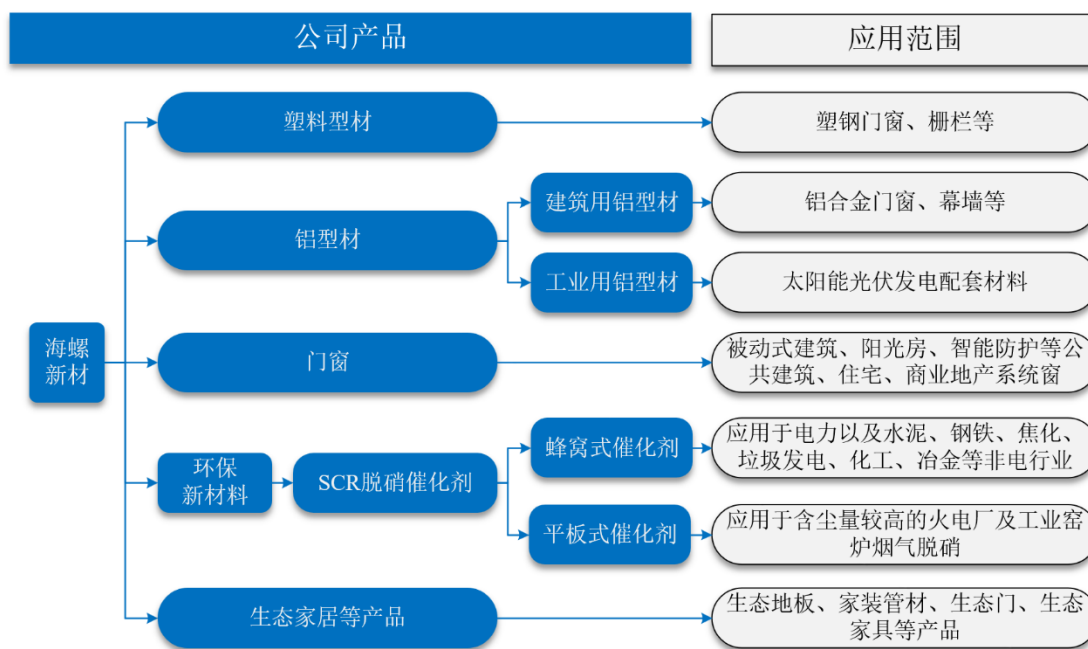 公司产品
应用范围
塑料型材
塑钢门窗、栅栏等
铝型材
建筑用铝型材
铝合金门窗、幕墙等
工业用铝型材
太阳能光伏发电配套材料
海螺
新材
门窗
被动式建筑、阳光房、智能防护等公
共建筑、住宅、商业地产系统窗
环保
新材料
SCR脱硝催化剂
蜂窝式催化剂
应用于电力以及水泥、钢铁、焦化、
垃圾发电、化工、冶金等非电行业
平板式催化剂
应用于含尘量较高的火电厂及工业窑
炉烟气脱硝
生态家居等产品
生态地板、家装管材、生态门、生态
家具等产品